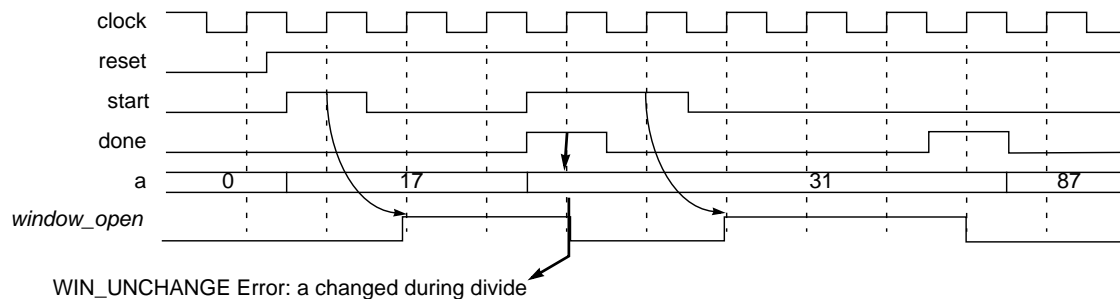 clock
reset
start
done
a 0 17 31 87
window_open
WIN_UNCHANGE Error: a changed during divide